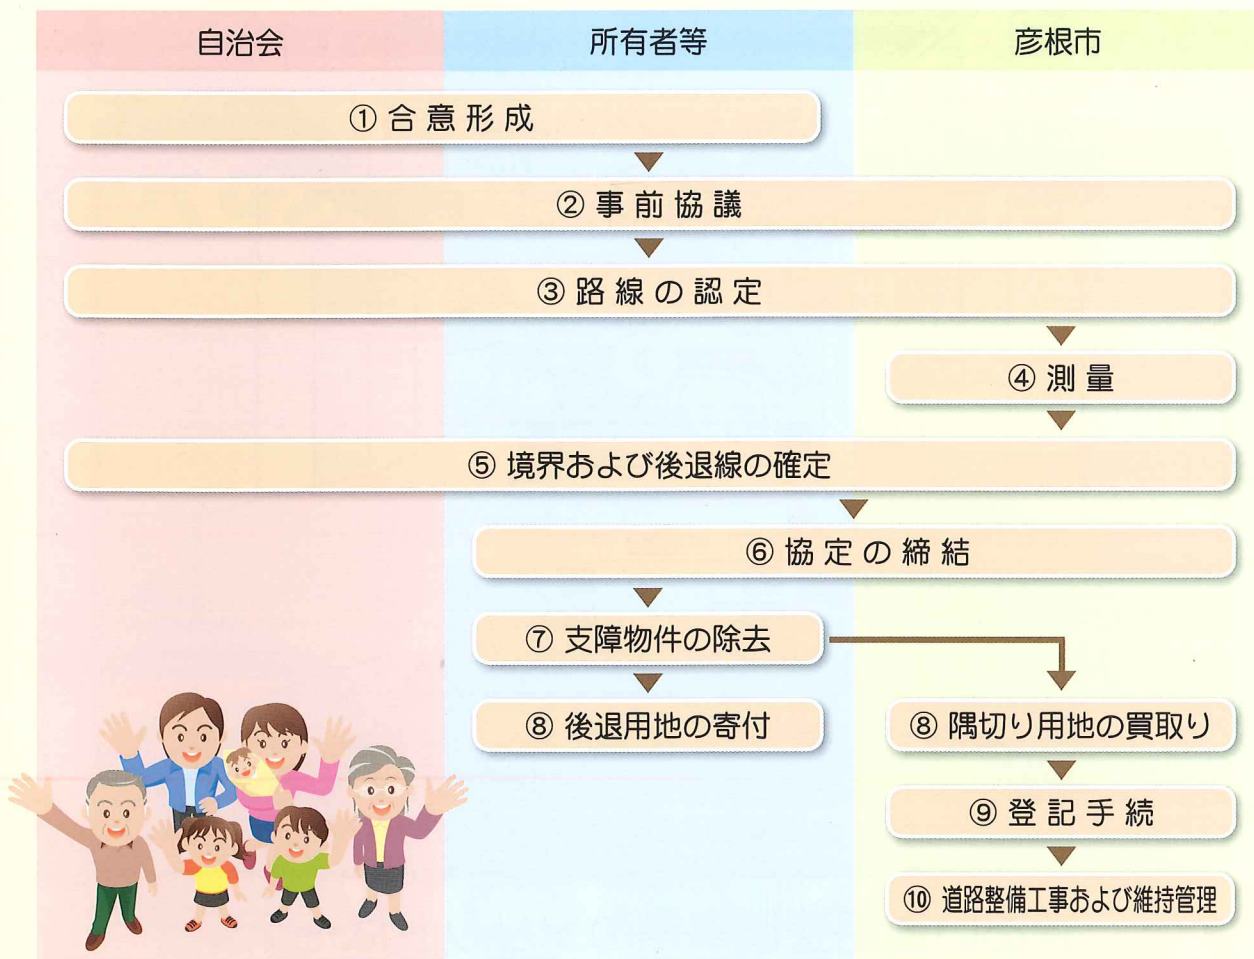 自治会
所有者等
彦根市
① 合意形成
② 事前協議
③ 路線の認定
④ 測量
⑤ 境界および後退線の確定
⑥ 協定の締結
⑦ 支障物件の除去
⑧ 後退用地の寄付
⑧ 隅切り用地の買取り
⑨ 登記手続
⑩ 道路整備工事および維持管理